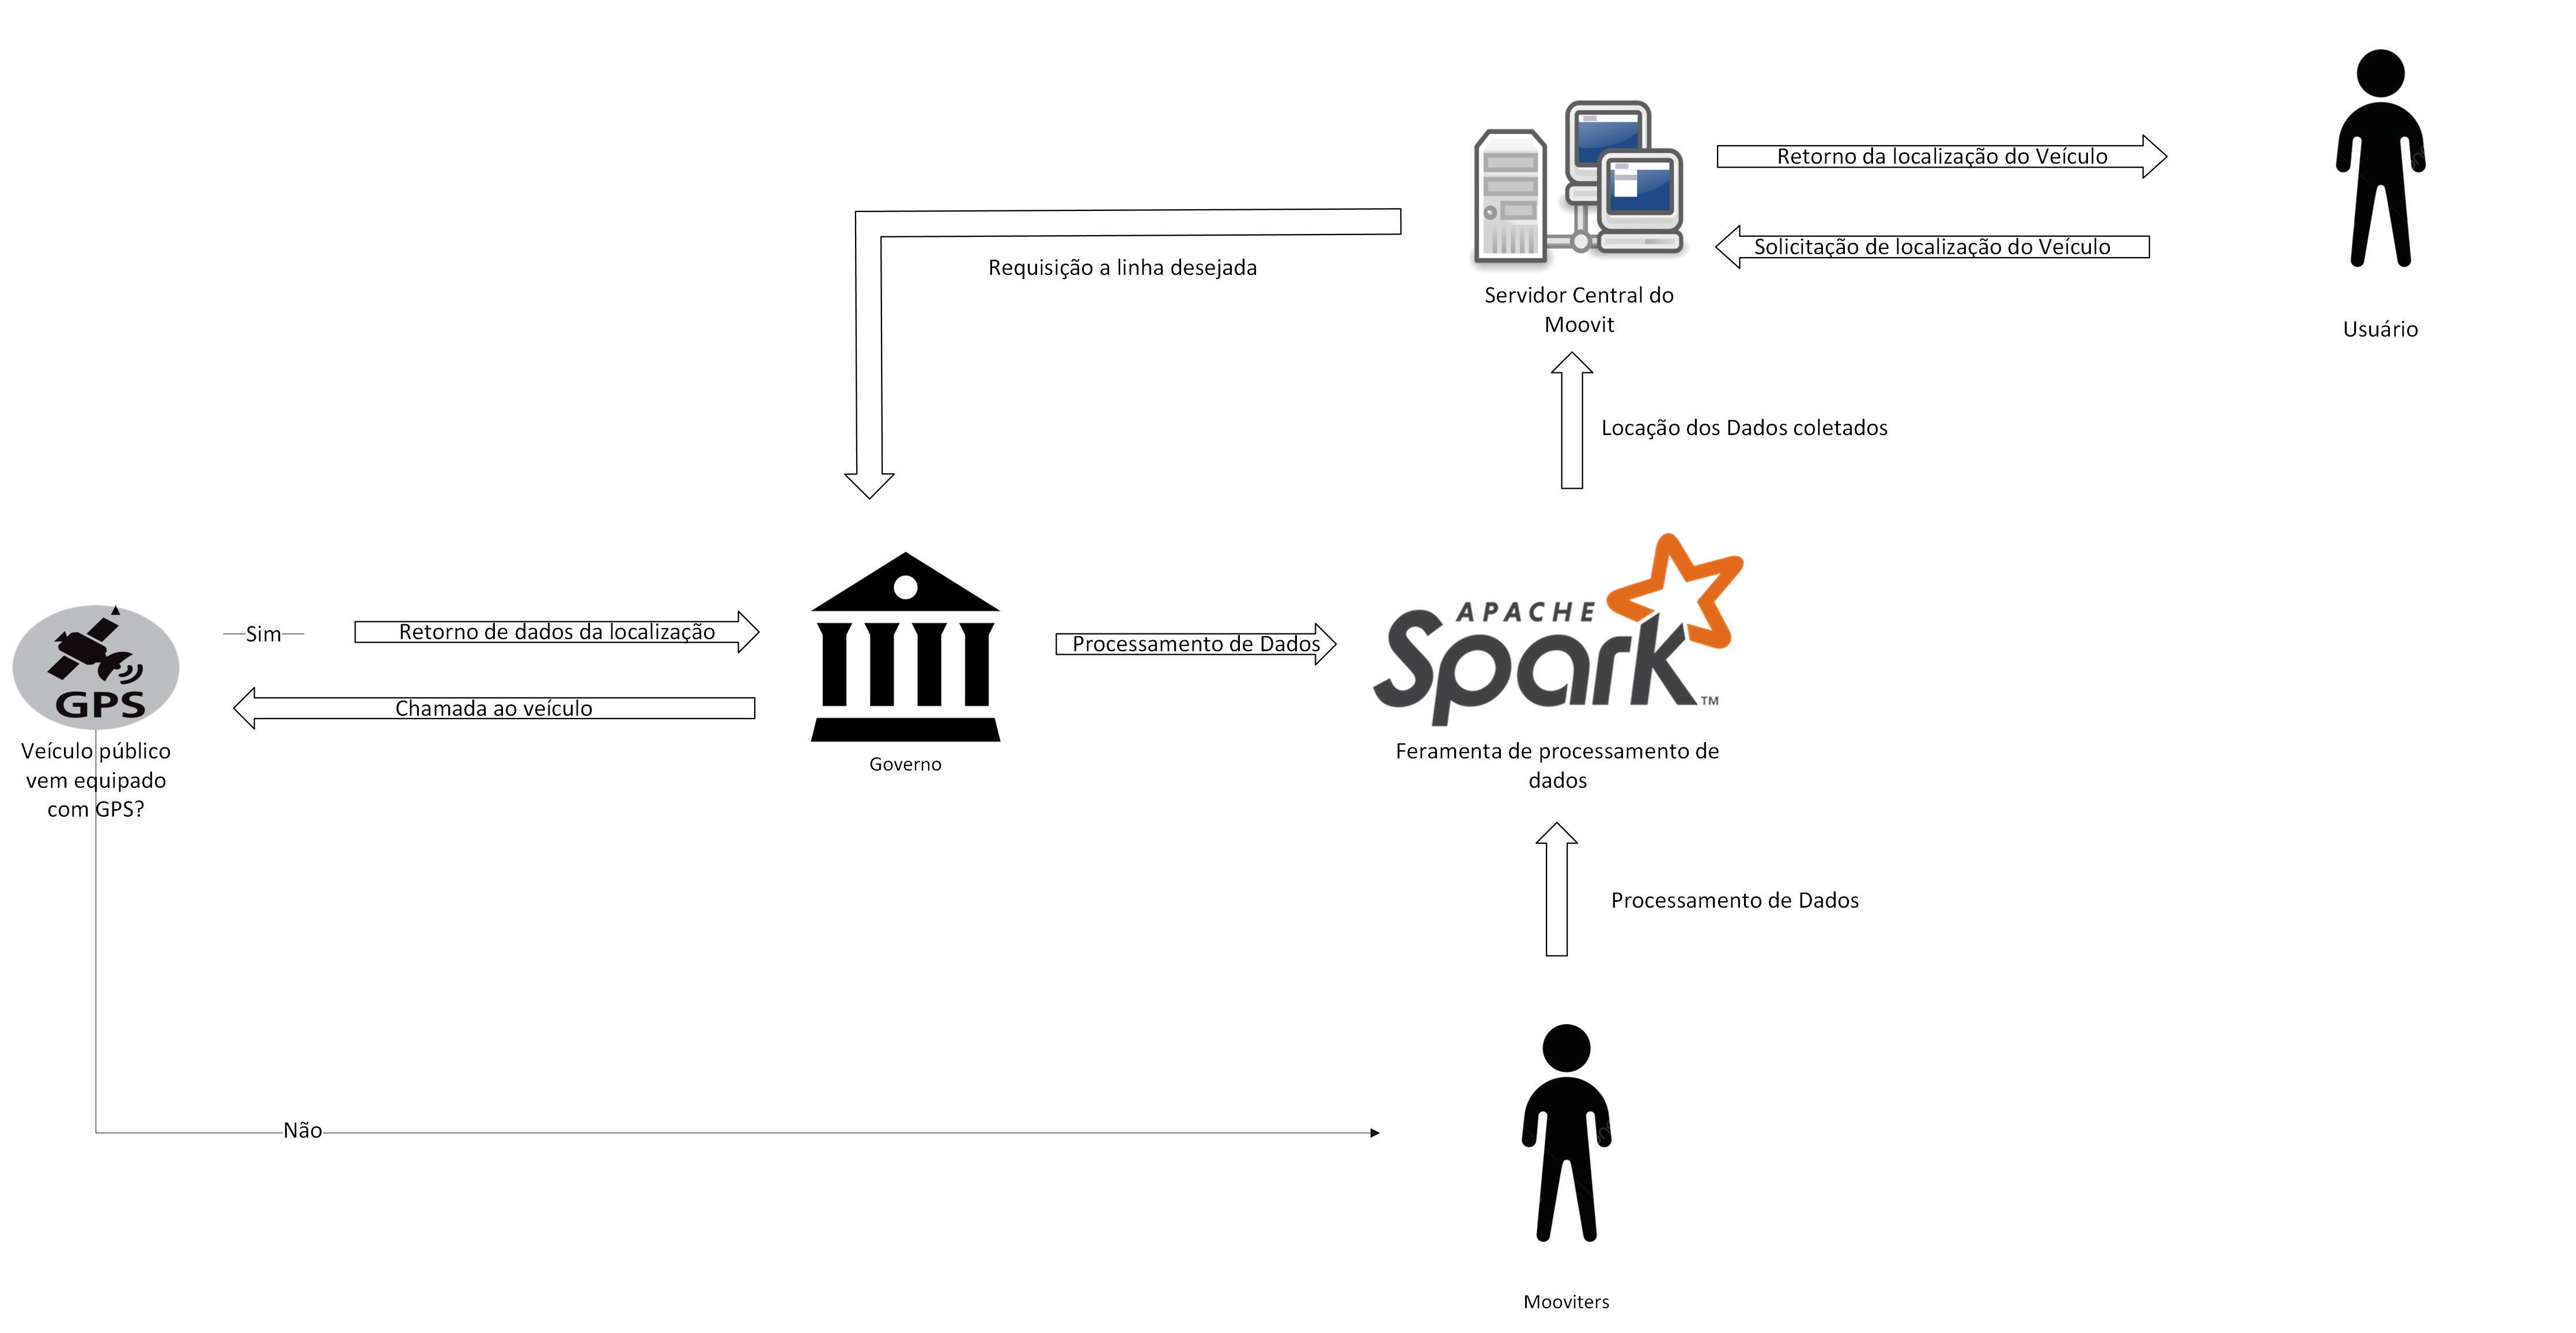 Retorno da localização do Veículo
Solicitação de localização do Veículo
Requisição a linha desejada
Servidor Central do
Moovit
Usuário
Locação dos Dados coletados
APACHE
Spark™
Sim
Retorno de dados da localização
Processamento de Dados
GPS
Chamada ao veículo
Veículo público
vem equipado
com GPS?
Governo
Feramenta de processamento de
dados
Processamento de Dados
Não
Mooviters